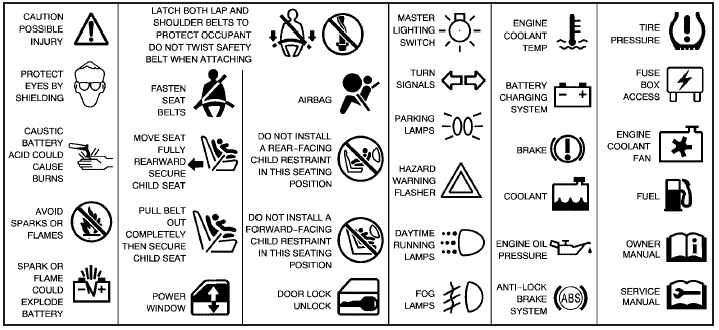 CAUTION
POSSIBLE
INJURY
PROTECT
EYES BY
SHIELDING
CAUSTIC
BATTERY
ACID COULD
CAUSE
BURNS
AVOID
SPARKS OR
FLAMES
SPARK OR
FLAME
COULD
EXPLODE
BATTERY
LATCH BOTH LAP AND
SHOULDER BELTS TO
PROTECT OCCUPANT
DO NOT TWIST SAFETY
BELT WHEN ATTACHING
FASTEN
SEAT
BELTS
MOVE SEAT
FULLY
REARWARD
SECURE
CHILD SEAT
PULL BELT
OUT
COMPLETELY
THEN SECURE
CHILD SEAT
POWER
WINDOW
AIRBAG
DO NOT INSTALL
A REAR-FACING
CHILD RESTRAINT
IN THIS SEATING
POSITION
DO NOT INSTALL A
FORWARD-FACING
CHILD RESTRAINT
IN THIS SEATING
POSITION
DOOR LOCK
UNLOCK
MASTER
LIGHTING
SWITCH
TURN
SIGNALS
PARKING
LAMPS
HAZARD
WARNING
FLASHER
DAYTIME
RUNNING
LAMPS
FOG
LAMPS
ENGINE
COOLANT
TEMP
BATTERY
CHARGING
SYSTEM
BRAKE
COOLANT
ENGINE OIL
PRESSURE
ANTI-LOCK
BRAKE
SYSTEM
ABS
TIRE
PRESSURE
FUSE
BOX
ACCESS
ENGINE
COOLANT
FAN
FUEL
OWNER
MANUAL
SERVICE
MANUAL